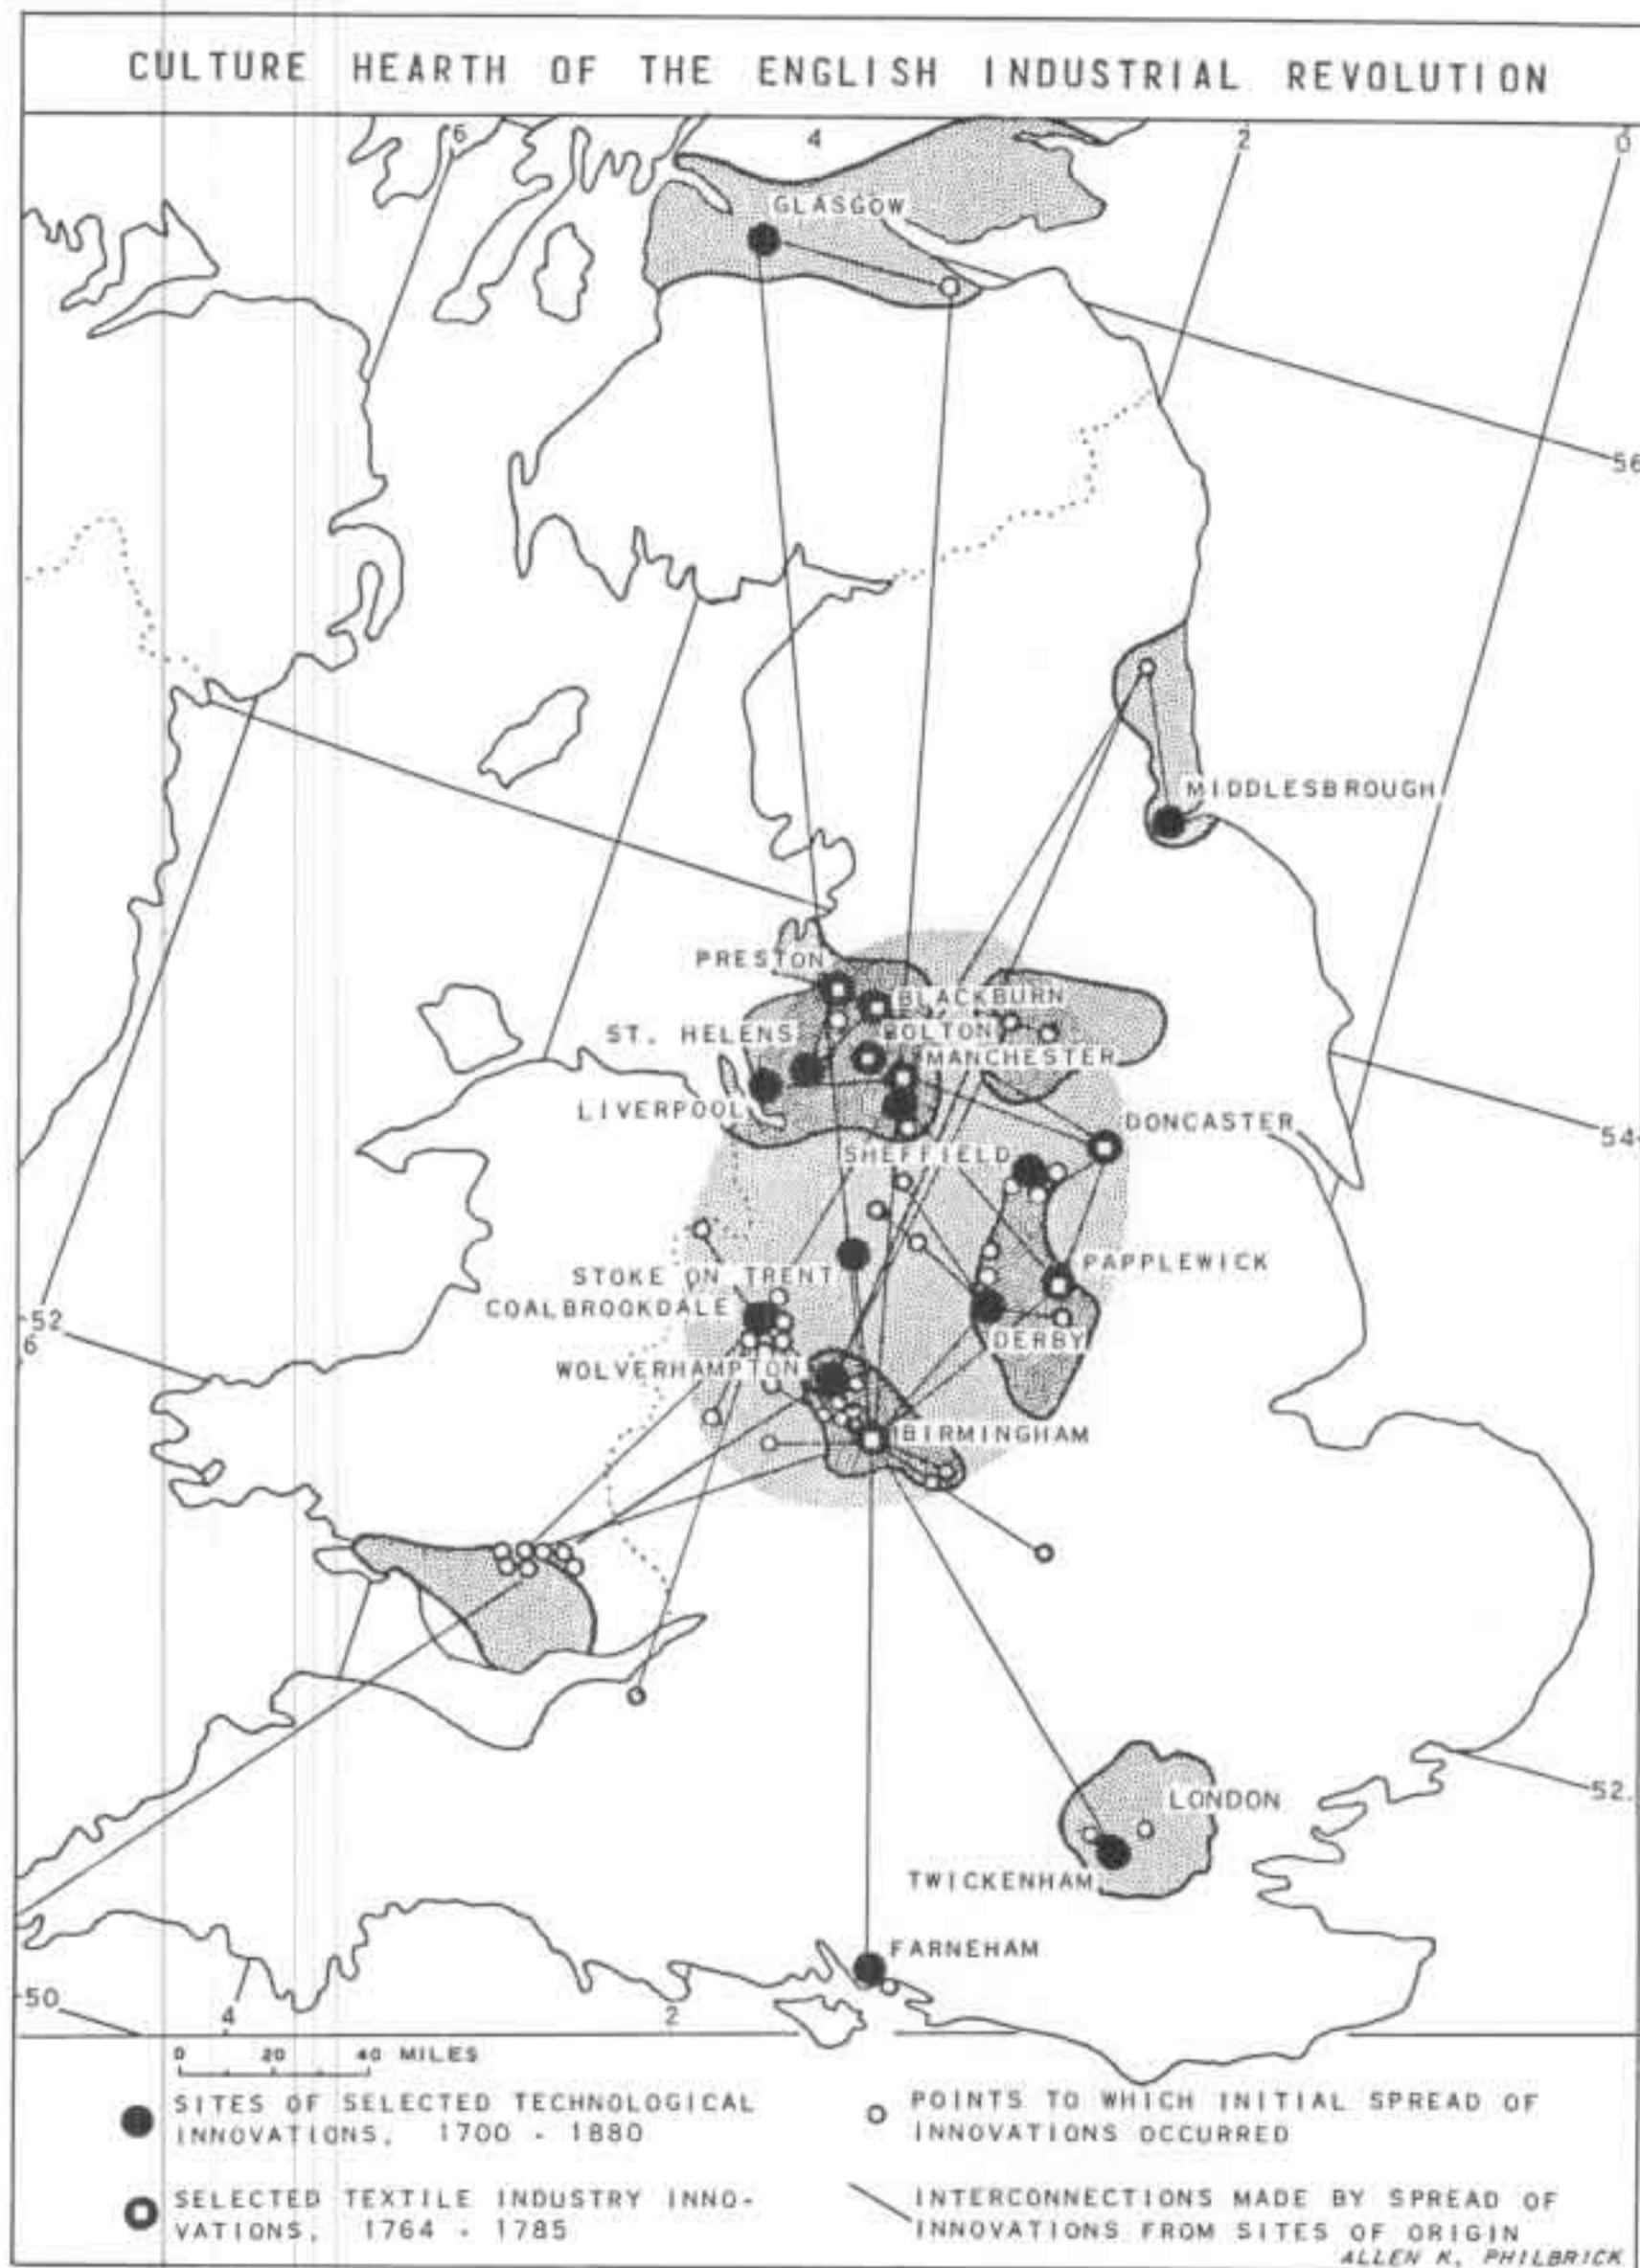 CULTURE HEARTH OF THE ENGLISH INDUSTRIAL REVOLUTION
6 4 2 0
GLASGOW
56
MIDDLESBROUGH
PRESTON
BLACKBURN
ST. HELENS
BOLTON
MANCHESTER
LIVERPOOL
DONCASTER
54
SHEFFIELD
PAPPLEWICK
STOKE ON TRENT
COALBROOKDALE
52
6
DERBY
WOLVERHAMPTON
BIRMINGHAM
52.
LONDON
TWICKENHAM
FARNEHAM
50
4 2
0 20 40 MILES
SITES OF SELECTED TECHNOLOGICAL
INNOVATIONS, 1700 - 1880
POINTS TO WHICH INITIAL SPREAD OF
INNOVATIONS OCCURRED
SELECTED TEXTILE INDUSTRY INNO-
VATIONS, 1764 - 1785
INTERCONNECTIONS MADE BY SPREAD OF
INNOVATIONS FROM SITES OF ORIGIN
ALLEN K. PHILBRICK